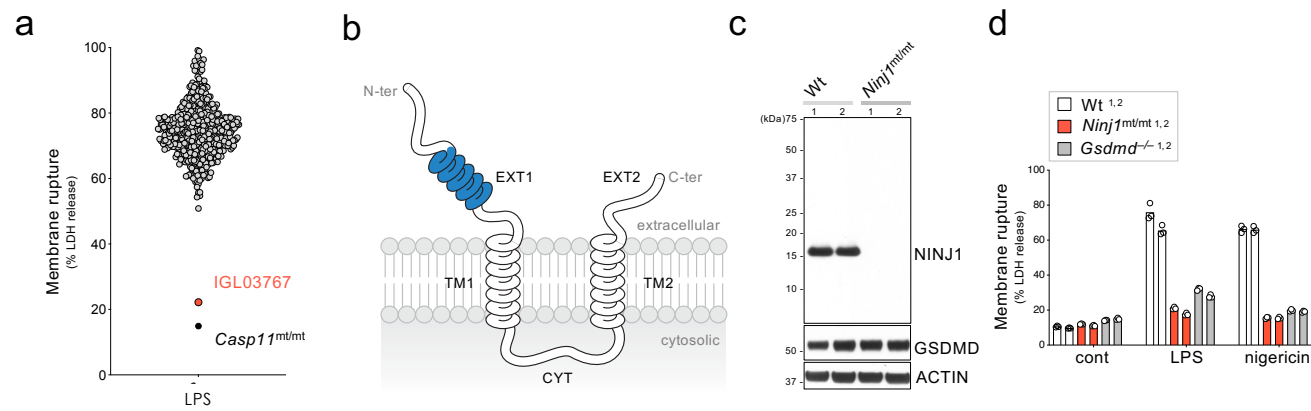 a
Membrane rupture
(% LDH release)
100
80
60
40
20
0
IGL03767
Casp11mt/mt
LPS
b
N-ter
EXT1
EXT2
C-ter
extracellular
TM1
TM2
cytosolic
CYT
c
Wt
Ninj1mt/mt
1 2 1 2
(kDa)75
50
37
25
20
15
10
NINJ1
50
GSDMD
37
ACTIN
d
Wt 1,2
Ninj1mt/mt 1,2
Gsdmd–/– 1,2
Membrane rupture
(% LDH release)
100
80
60
40
20
0
cont LPS nigericin